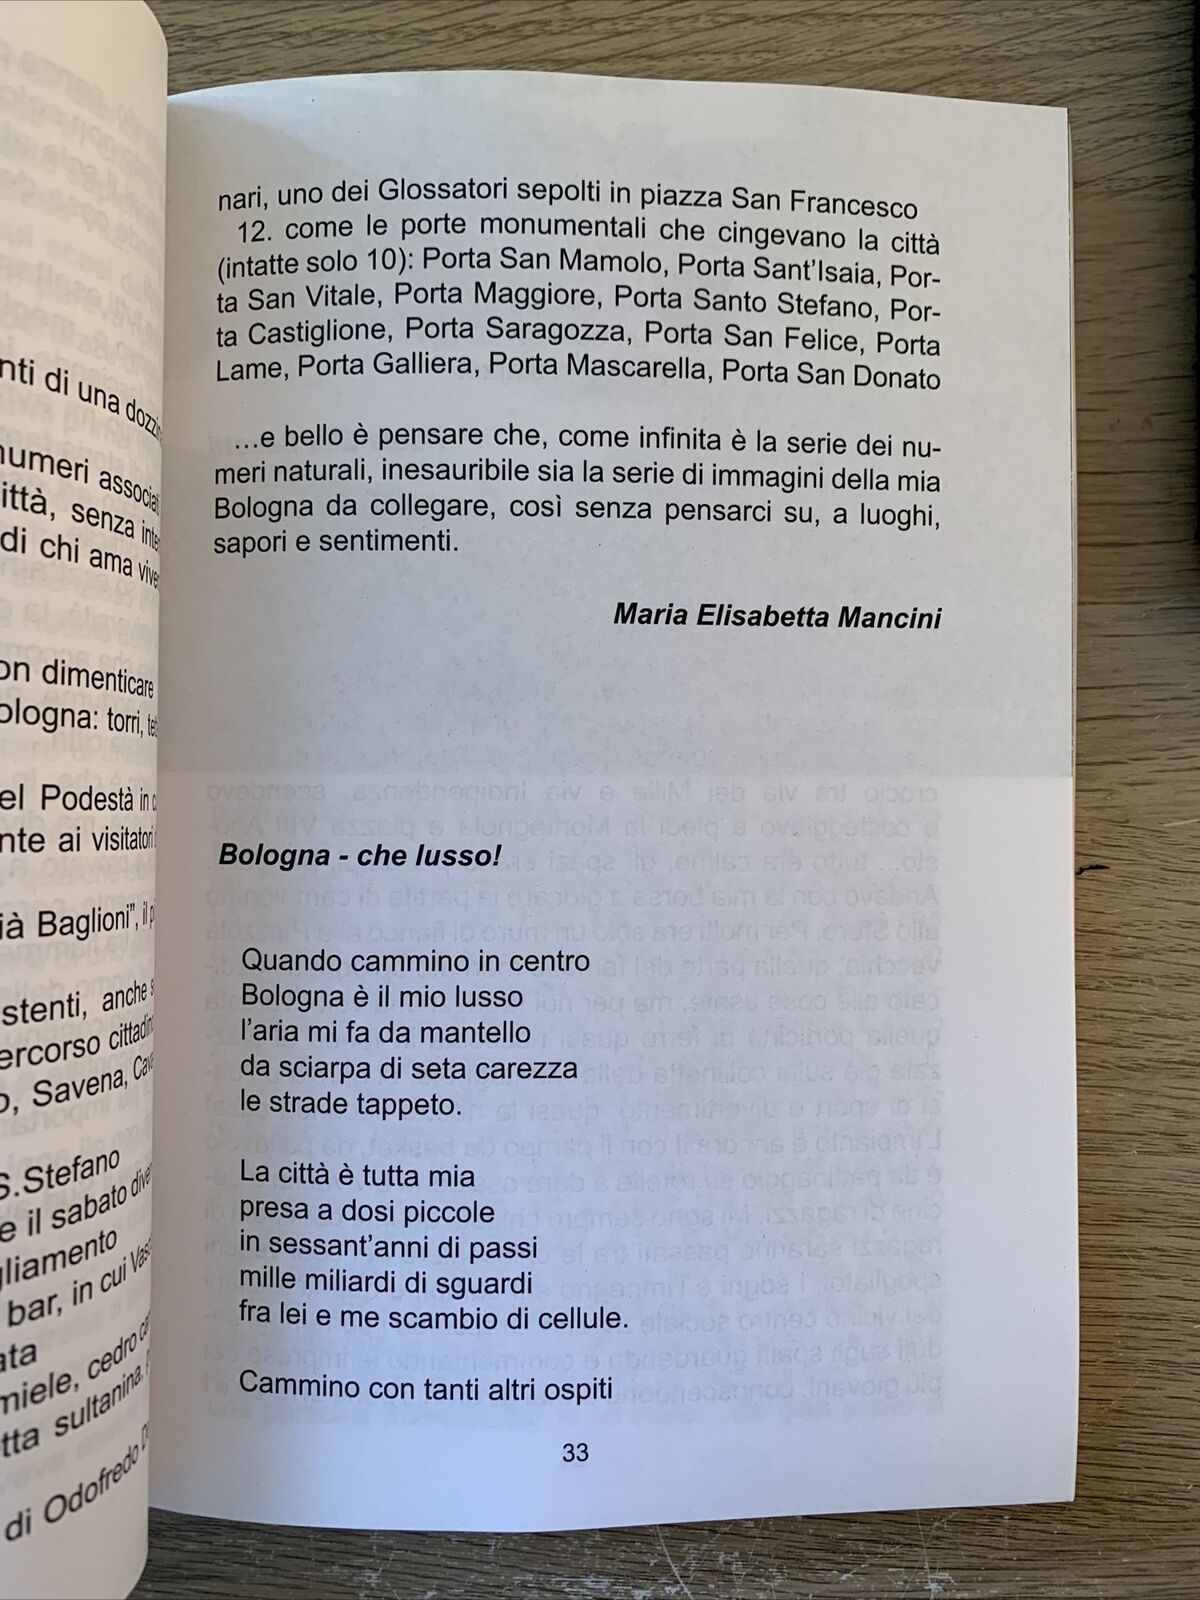 nti di una
numeri
ittà, senza
di chi ama
on dimenticare
ologna: torri,
el Podestà in
nte ai visitatori
ià Baglioni", il
stenti, anche
ercorso
o, Savena,
S.Stefano
e il sabato
gliamento
bar, in cui
ata
miele, cedro
tta sultanina,
di Odofredo
nari, uno dei Glossatori sepolti in piazza San Francesco
12. come le porte monumentali che cingevano la città
(intatte solo 10): Porta San Mamolo, Porta Sant'Isaia, Por-
ta San Vitale, Porta Maggiore, Porta Santo Stefano, Por-
ta Castiglione, Porta Saragozza, Porta San Felice, Porta
Lame, Porta Galliera, Porta Mascarella, Porta San Donato
...e bello è pensare che, come infinita è la serie dei nu-
meri naturali, inesauribile sia la serie di immagini della mia
Bologna da collegare, così senza pensarci su, a luoghi,
sapori e sentimenti.
Maria Elisabetta Mancini
Bologna - che lusso!
Quando cammino in centro
Bologna è il mio lusso
l'aria mi fa da mantello
da sciarpa di seta carezza
le strade tappeto.
La città è tutta mia
presa a dosi piccole
in sessant'anni di passi
mille miliardi di sguardi
fra lei e me scambio di cellule.
Cammino con tanti altri ospiti
33